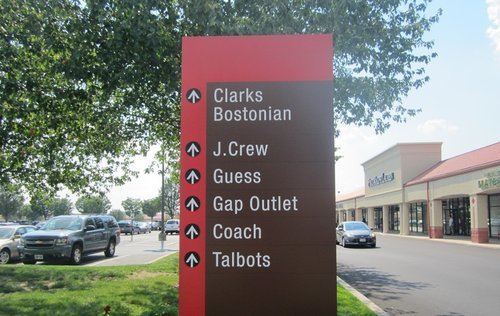 Clarks
Bostonian
J.Crew
Guess
Gap Outlet
Coach
Talbots